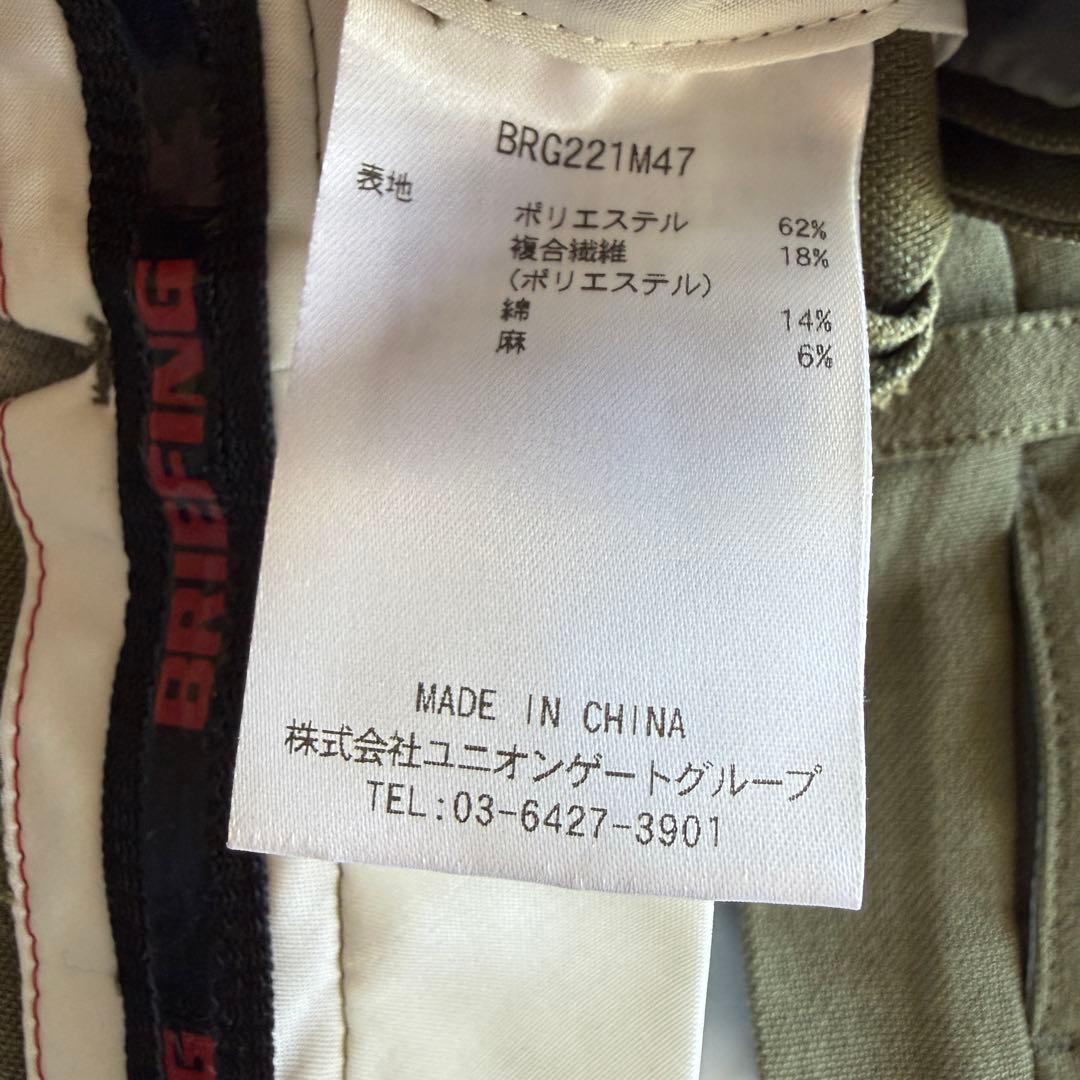 BRG221M47
表地
ポリエステル 62%
複合繊維 18%
(ポリエステル)
綿 14%
麻 6%
MADE IN CHINA
株式会社ユニオンゲートグループ
TEL:03-6427-3901
BRIEFING
G